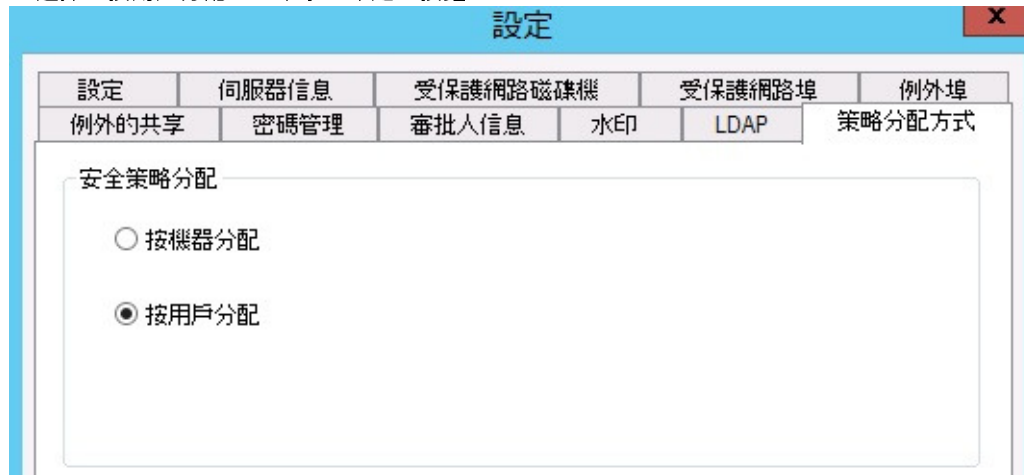 設定
x
設定 伺服器信息 受保護網路磁碟機 受保護網路埠 例外埠
例外的共享 密碼管理 審批人信息 水印 LDAP 策略分配方式
安全策略分配
按機器分配
按用戶分配